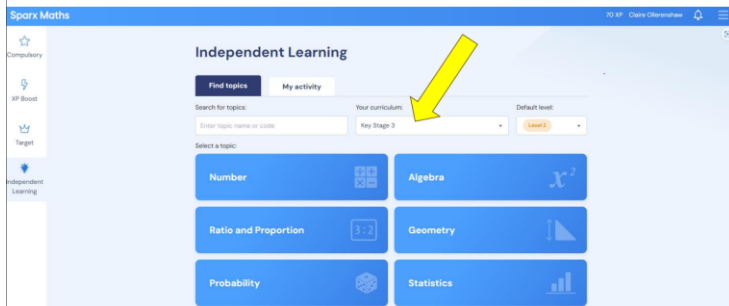 Sparx Maths
70 XP Claire Ollerenshaw
Compulsory
XP Boost
Target
Independent
Learning
Independent Learning
Find topics My activity
Search for topics: Your curriculum: Default level:
Enter topic name or code Key Stage 3 Level 2
Select a topic:
Number
Algebra
x²
Ratio and Proportion
3:2
Geometry
Probability
Statistics